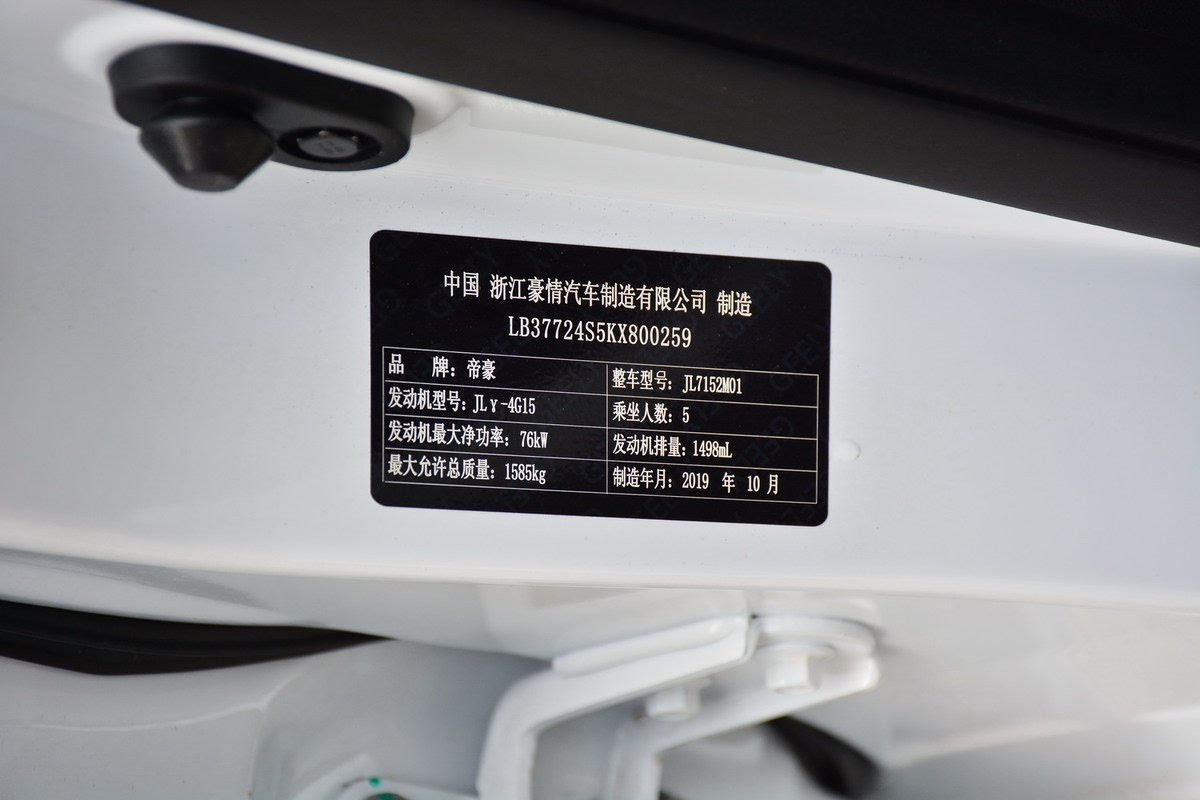 中国 浙江豪情汽车制造有限公司 制造
LB37724S5KX800259
品 牌：帝豪 整车型号：JL7152M01
发动机型号：JLγ-4G15 乘坐人数：5
发动机最大净功率：76kW 发动机排量：1498mL
最大允许总质量：1585kg 制造年月：2019 年 10 月